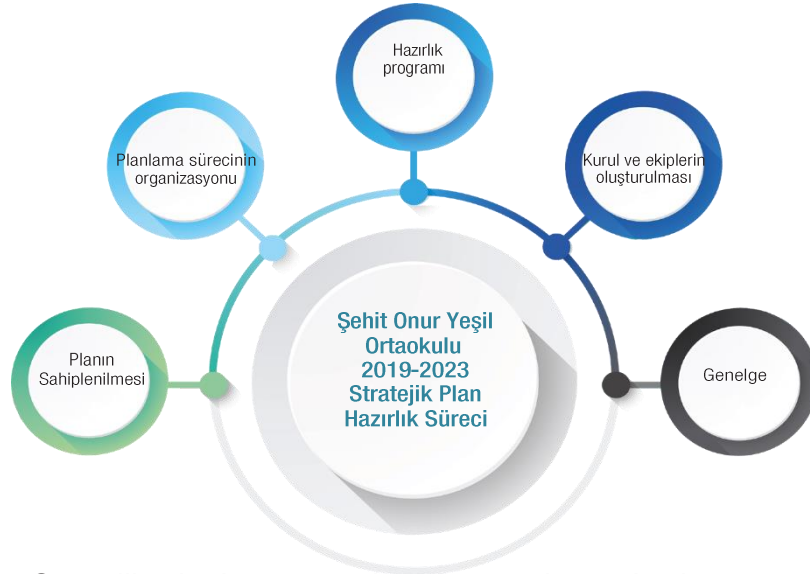 Hazırlık
programı
Planlama sürecinin
organizasyonu
Kurul ve ekiplerin
oluşturulması
Planın
Sahiplenilmesi
Şehit Onur Yeşil
Ortaokulu
2019-2023
Stratejik Plan
Hazırlık Süreci
Genelge